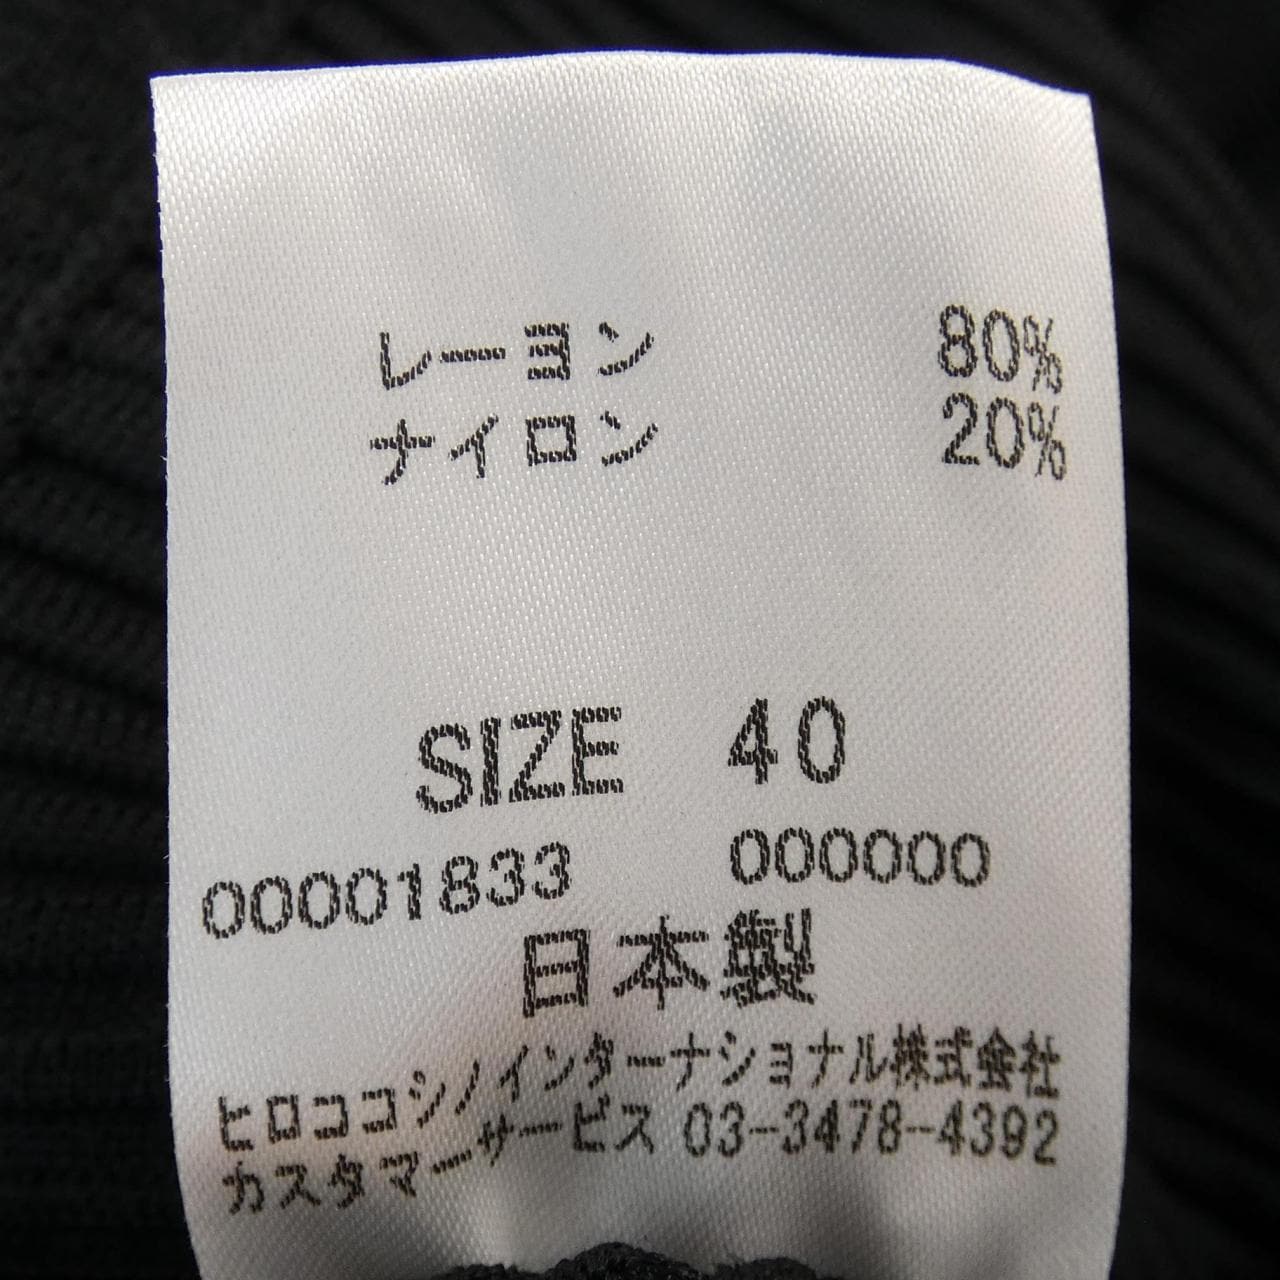 レーヨン 80%
ナイロン 20%
SIZE 40
00001833 000000
日本製
ヒロココシノインターナショナル株式会社
カスタマーサービス 03-3478-4392